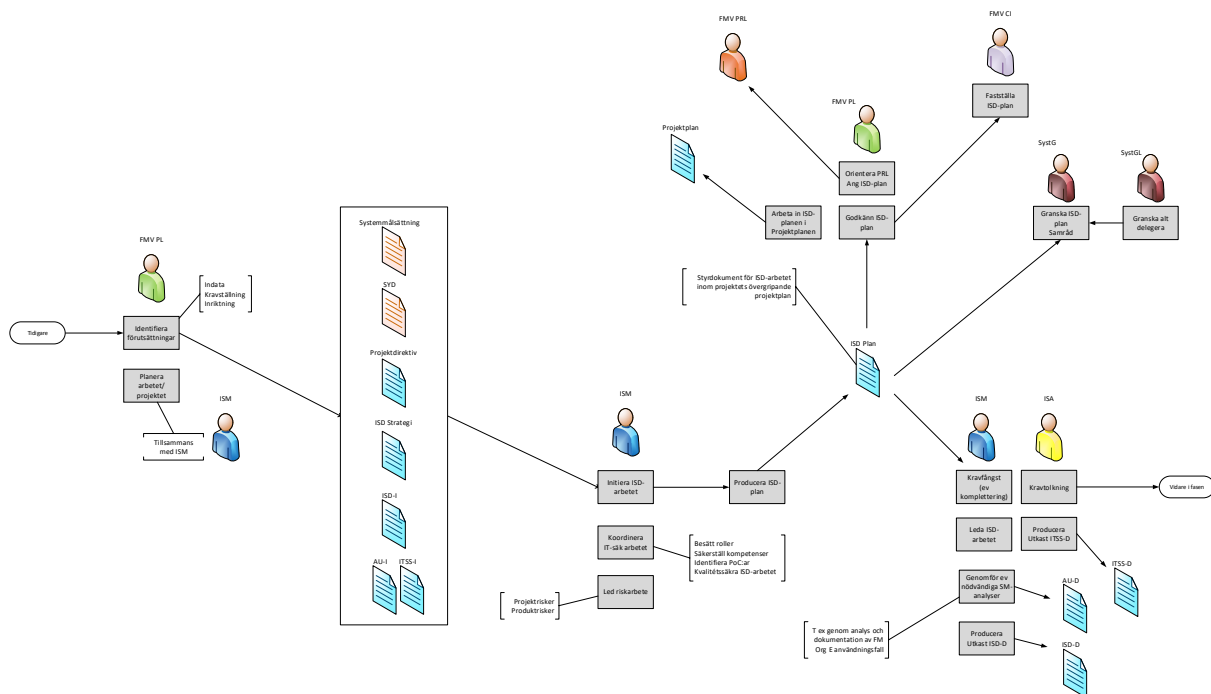 Tidigare
FMV PL
Identifiera
förutsättningar
Indata
Kravställning
Inriktning
Planera
arbetet/
projektet
Tillsammans
med ISM
ISM
Systemmålsättning
SYD
Projektdirektiv
ISD Strategi
ISD-I
AU-I
ITSS-I
ISM
Initiera ISD-
arbetet
Koordinera
IT-säk arbetet
Besätt roller
Säkerställ kompetenser
Identifiera PoC:ar
Kvalitétssäkra ISD-arbetet
Led riskarbete
Projektrisker
Produktrisker
Producera ISD-
plan
ISD Plan
Styrdokument för ISD-arbetet
inom projektets övergripande
projektplan
Projektplan
Arbeta in ISD-
planen i
Projektplanen
FMV PRL
FMV PL
Orientera PRL
Ang ISD-plan
Godkänn ISD-
plan
FMV CI
Fastställa
ISD-plan
SystG
Granska ISD-
plan
Samråd
SystGL
Granska alt
delegera
ISM
Kravfångst
(ev
komplettering)
Leda ISD-
arbetet
Genomför ev
nödvändiga SM-
analyser
T ex genom analys och
dokumentation av FM
Org E användningsfall
Producera
Utkast ISD-D
ISA
Kravtolkning
Producera
Utkast ITSS-D
ITSS-D
AU-D
ISD-D
Vidare i fasen